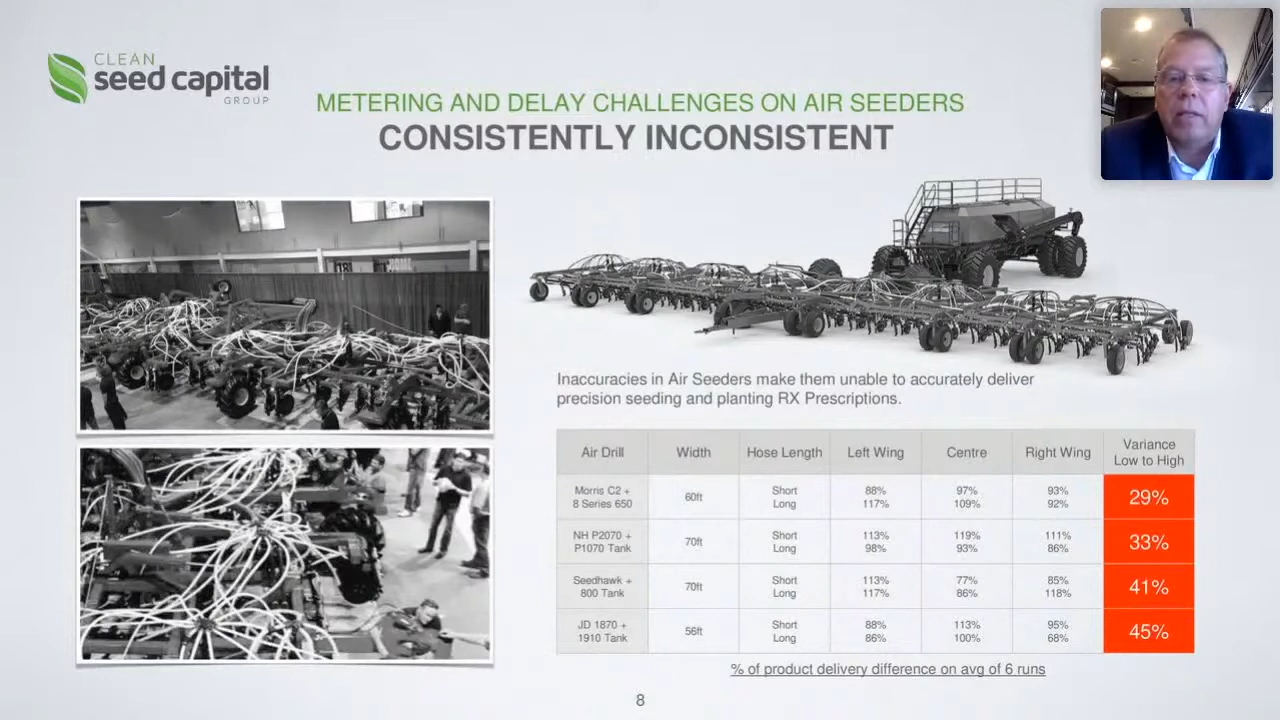 CLEAN
seed capital
GROUP
METERING AND DELAY CHALLENGES ON AIR SEEDERS
CONSISTENTLY INCONSISTENT
Inaccuracies in Air Seeders make them unable to accurately deliver
precision seeding and planting RX Prescriptions.
Air Drill Width Hose Length Left Wing Centre Right Wing Variance
Low to High
Morris C2 + 60ft Short 88% 97% 93% 29%
8 Series 650 Long 117% 109% 92%
NH P2070 + 70ft Short 113% 119% 111% 33%
P1070 Tank Long 98% 93% 86%
Seedhawk + 70ft Short 113% 77% 85% 41%
800 Tank Long 117% 86% 118%
JD 1870 + 56ft Short 88% 113% 95% 45%
1910 Tank Long 86% 100% 68%
% of product delivery difference on avg of 6 runs
8